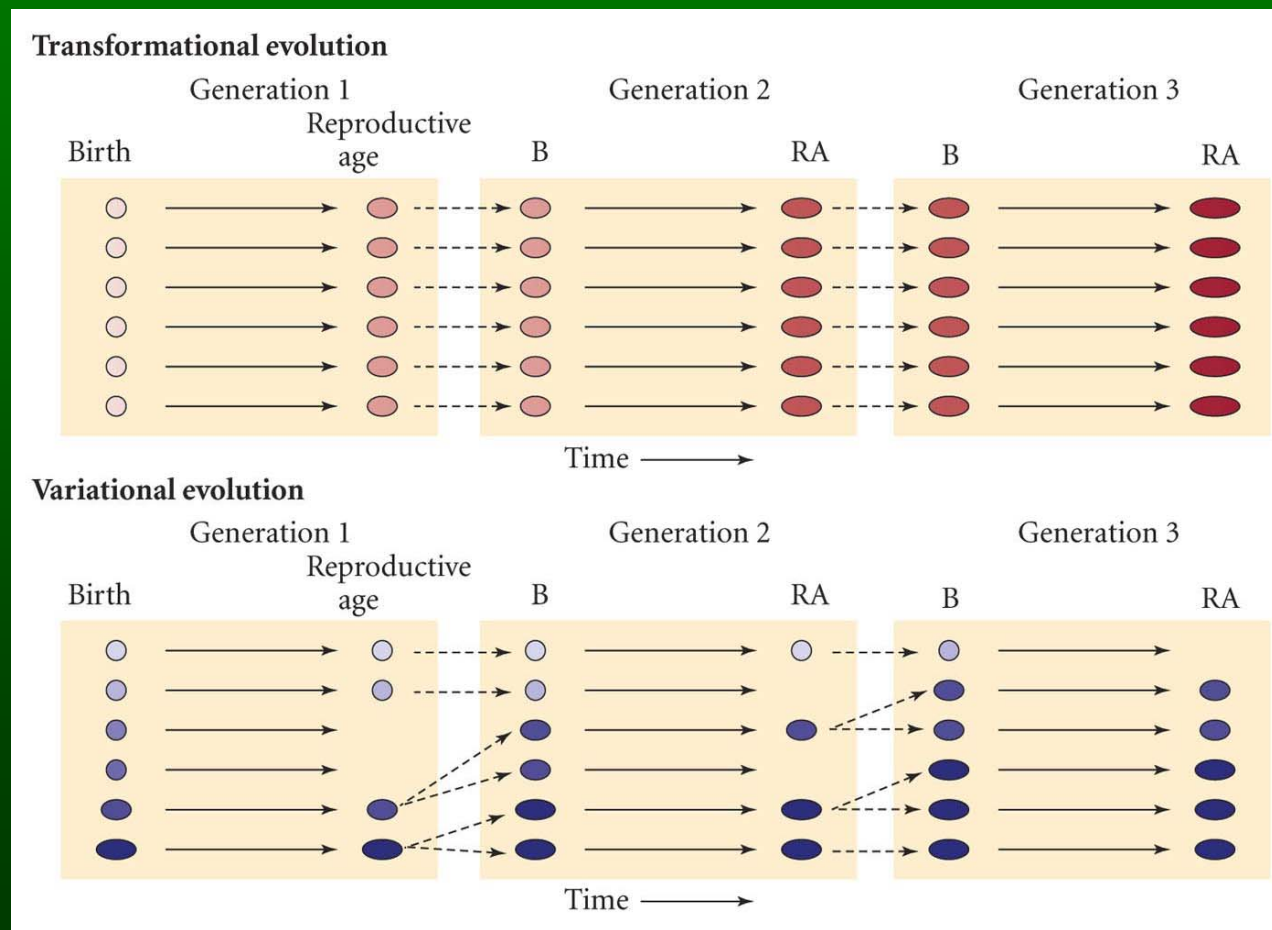 Transformational evolution
Generation 1 Generation 2 Generation 3
Reproductive
Birth age B RA B RA
Time
Variational evolution
Generation 1 Generation 2 Generation 3
Reproductive
Birth age B RA B RA
Time